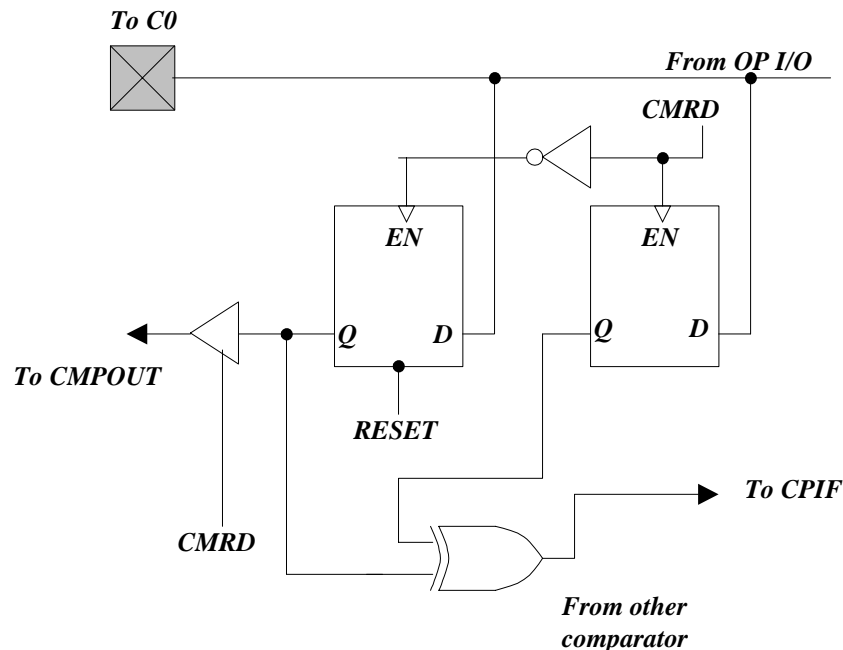 To C0
From OP I/O
CMRD
EN
EN
Q
D
Q
D
To CMPOUT
RESET
To CPIF
CMRD
From other
comparator